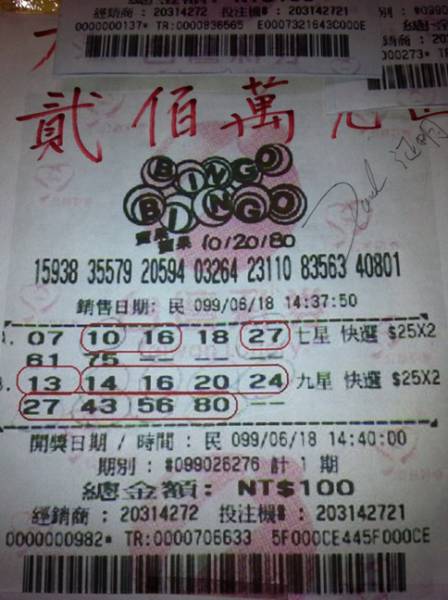 經銷商 : 20314272 投注機# : 203142721
0000000137* TR:0000836565 E0007321643C000E
貳佰萬元
BINGO
BINGO
賓果 賓果 10/20/80
15938 35579 20594 03264 23110 83563 40801
銷售日期: 民 099/06/18 14:37:50
07 10 16 18 27 七星 快選 $25X2
61 75 -- --
13 14 16 20 24 九星 快選 $25X2
27 43 56 80 --
開獎日期 / 時間 : 民 099/06/18 14:40:00
期別 : #099026276 計 1 期
總金額: NT$100
經銷商 : 20314272 投注機# : 203142721
0000000982* TR:0000706633 5F000CE445F000CE